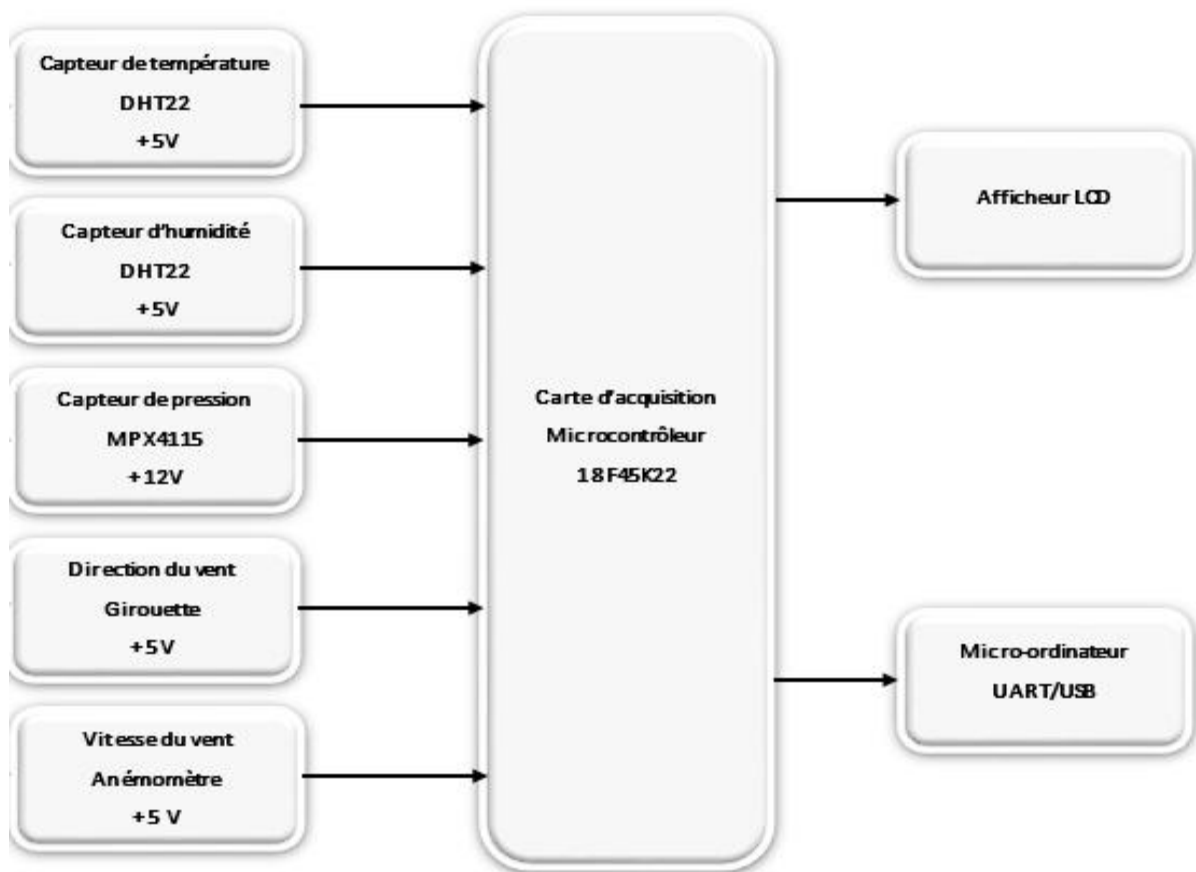 Capteur de température
DHT22
+5V
Capteur d'humidité
DHT22
+5V
Capteur de pression
MPX4115
+12V
Direction du vent
Girouette
+5V
Vitesse du vent
Anémomètre
+5 V
Carte d'acquisition
Microcontrôleur
18F45K22
Afficheur LCD
Micro-ordinateur
UART/USB